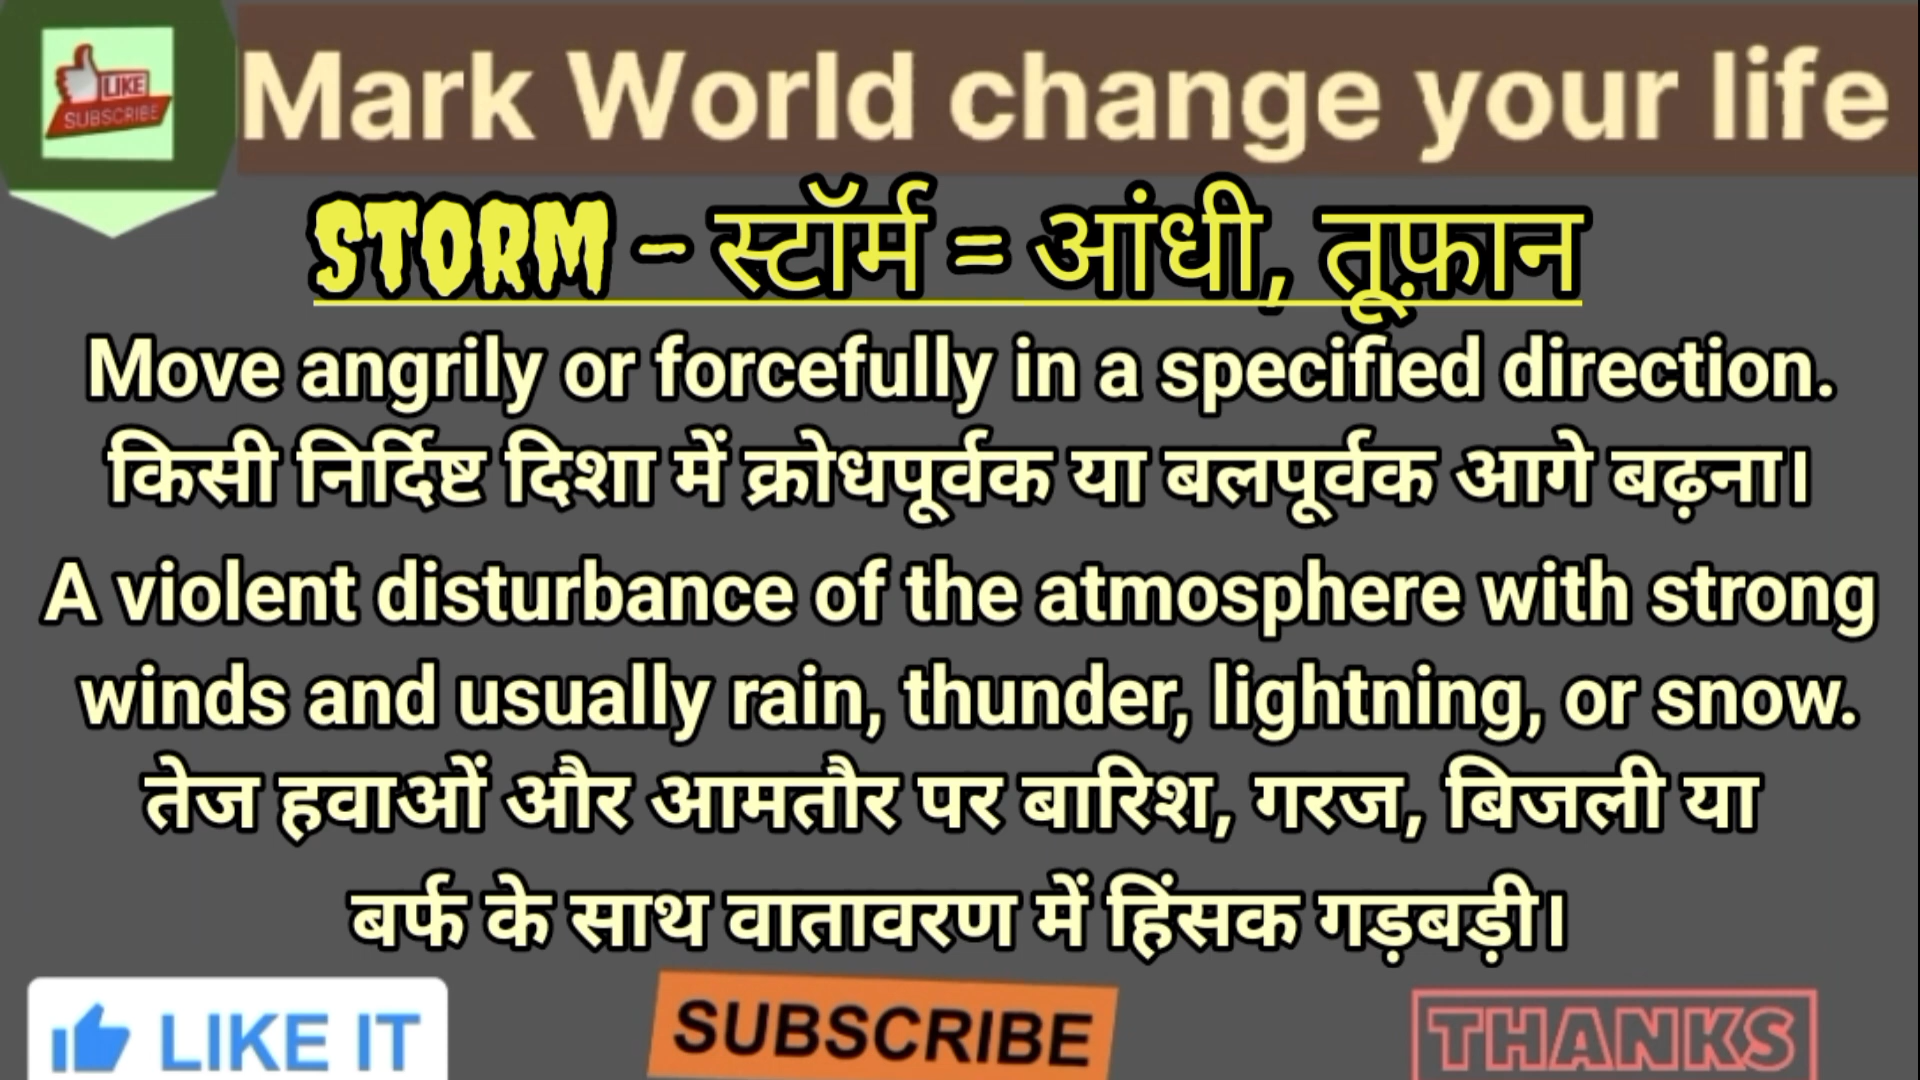 LIKE
SUBSCRIBE
Mark World change your life
STORM – स्टॉर्म = आंधी, तूफ़ान
Move angrily or forcefully in a specified direction.
किसी निर्दिष्ट दिशा में क्रोधपूर्वक या बलपूर्वक आगे बढ़ना।
A violent disturbance of the atmosphere with strong
winds and usually rain, thunder, lightning, or snow.
तेज हवाओं और आमतौर पर बारिश, गरज, बिजली या
बर्फ के साथ वातावरण में हिंसक गड़बड़ी।
LIKE IT
SUBSCRIBE
THANKS